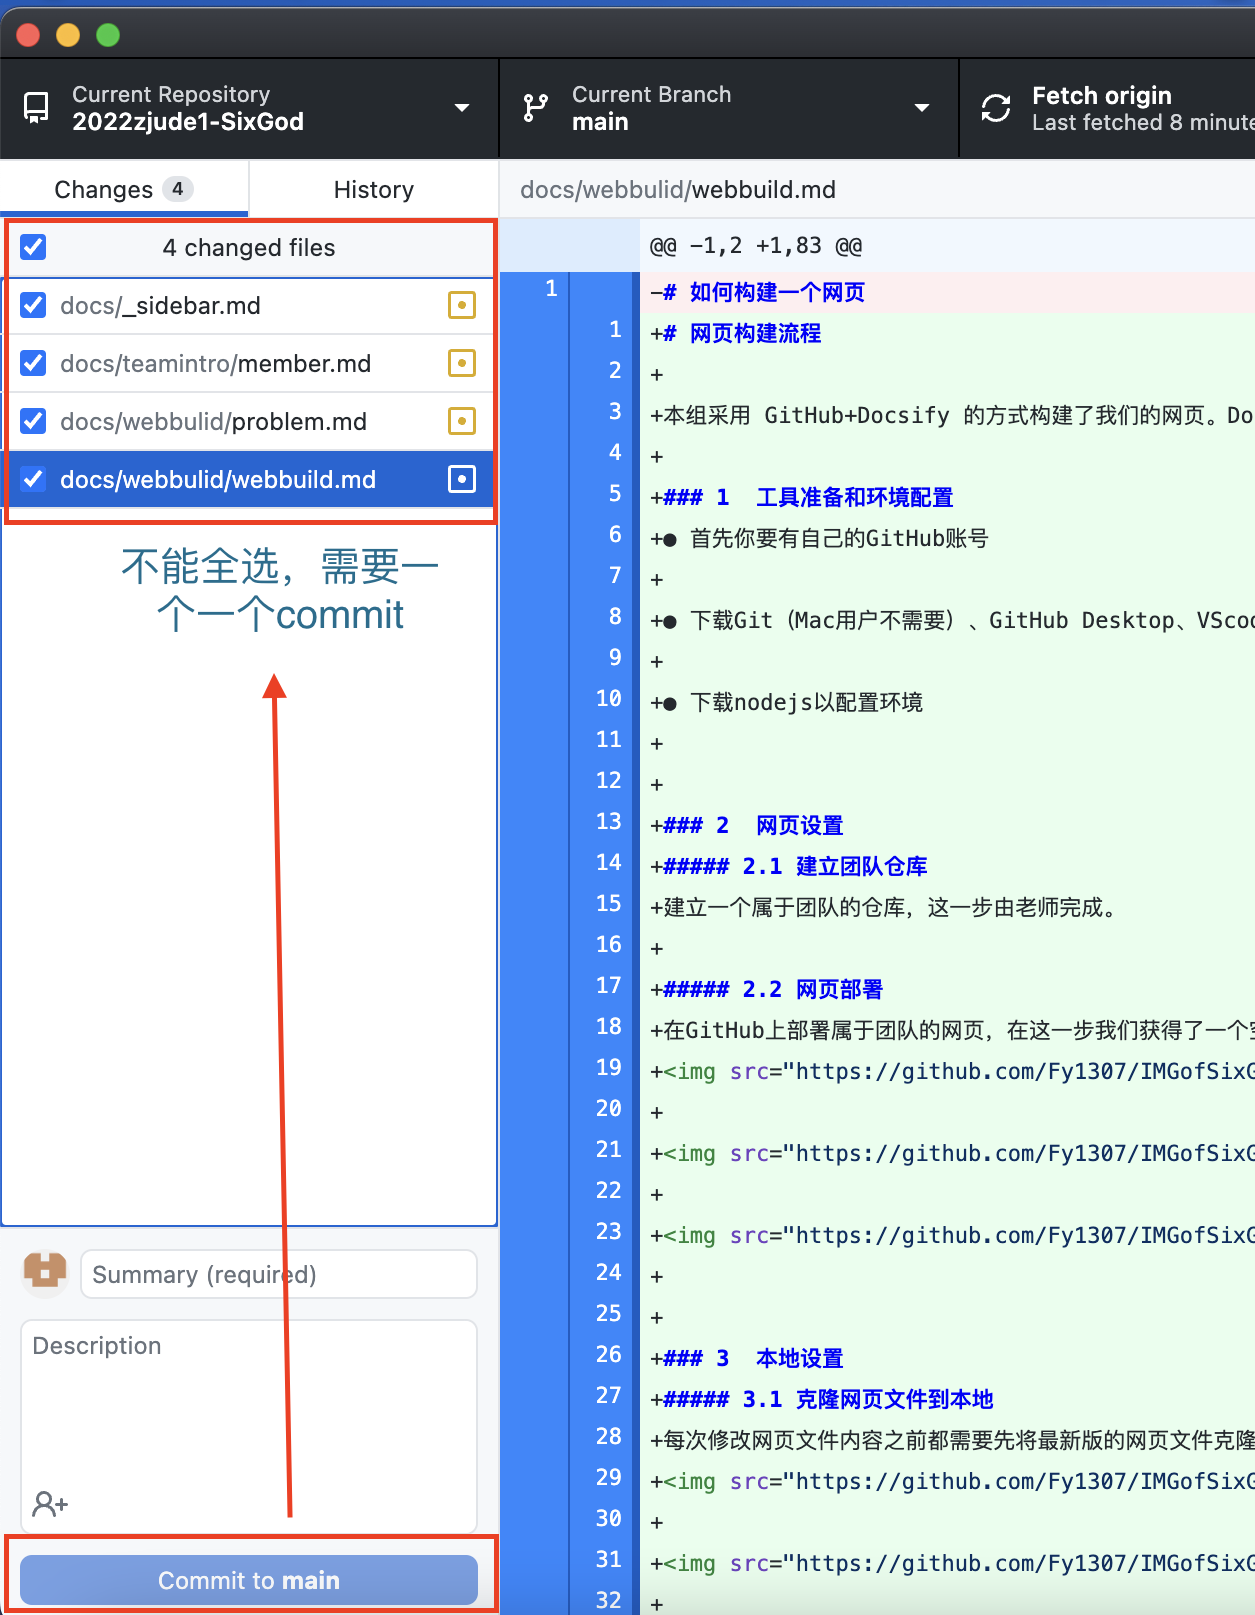 Current Repository
2022zjude1-SixGod
Current Branch
main
Fetch origin
Last fetched 8 minute
Changes 4
History
docs/webbulid/webbuild.md
4 changed files
docs/_sidebar.md
docs/teamintro/member.md
docs/webbulid/problem.md
docs/webbulid/webbuild.md
不能全选，需要一
个一个commit
Summary (required)
Description
Commit to main
@@ -1,2 +1,83 @@
1 -# 如何构建一个网页
1 +# 网页构建流程
2 +
3 +本组采用 GitHub+Docsify 的方式构建了我们的网页。Do
4 +
5 +### 1  工具准备和环境配置
6 +● 首先你要有自己的GitHub账号
7 +
8 +● 下载Git（Mac用户不需要）、GitHub Desktop、VScod
9 +
10 +● 下载nodejs以配置环境
11 +
12 +
13 +### 2  网页设置
14 +##### 2.1 建立团队仓库
15 +建立一个属于团队的仓库，这一步由老师完成。
16 +
17 +##### 2.2 网页部署
18 +在GitHub上部署属于团队的网页，在这一步我们获得了一个空
19 +<img src="https://github.com/Fy1307/IMGofSixG
20 +
21 +<img src="https://github.com/Fy1307/IMGofSixG
22 +
23 +<img src="https://github.com/Fy1307/IMGofSixG
24 +
25 +
26 +### 3  本地设置
27 +##### 3.1 克隆网页文件到本地
28 +每次修改网页文件内容之前都需要先将最新版的网页文件克隆
29 +<img src="https://github.com/Fy1307/IMGofSixG
30 +
31 +<img src="https://github.com/Fy1307/IMGofSixG
32 +